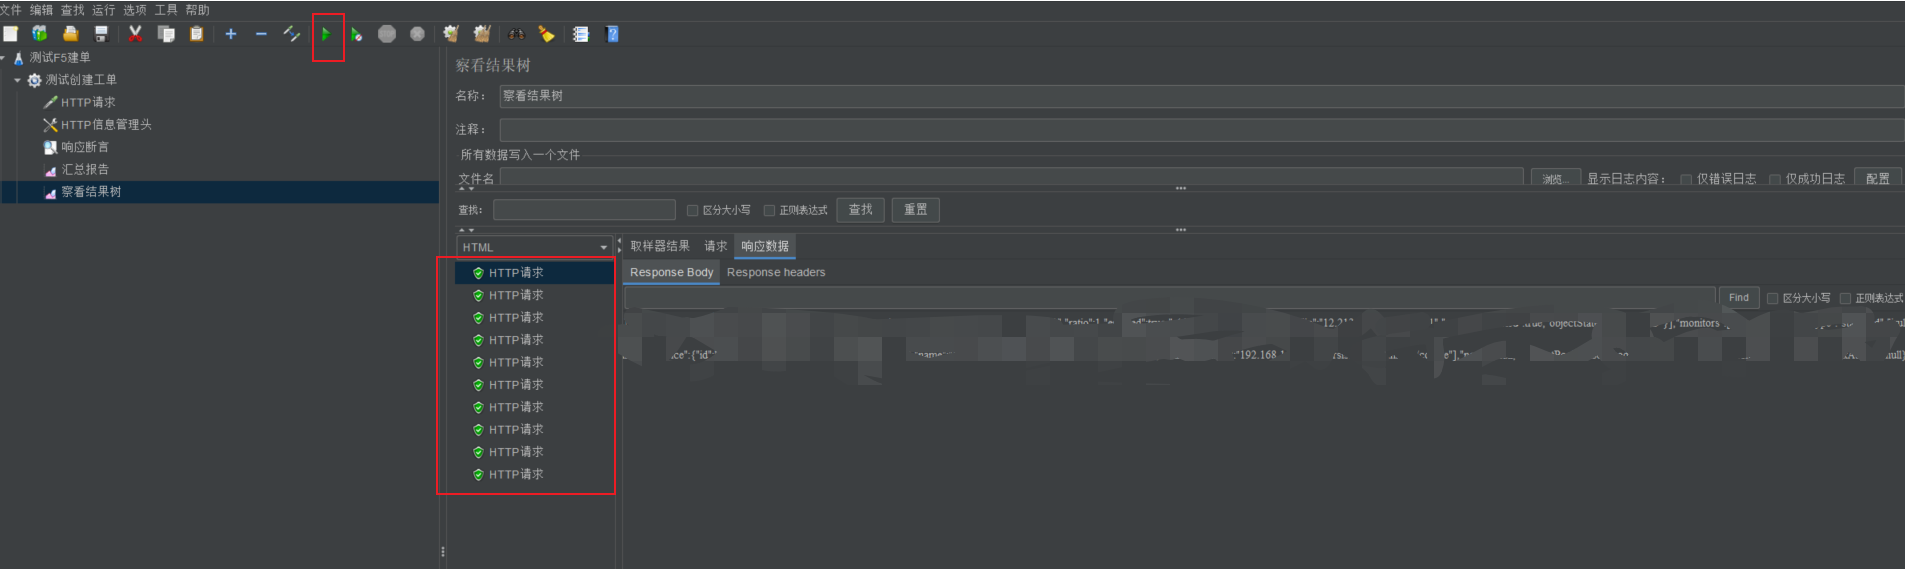 文件 编辑 查找 运行 选项 工具 帮助
测试F5建单
测试创建工单
HTTP请求
HTTP信息管理头
响应断言
汇总报告
察看结果树
察看结果树
名称： 察看结果树
注释：
所有数据写入一个文件
文件名 浏览... 显示日志内容： 仅错误日志 仅成功日志 配置
查找: 区分大小写 正则表达式 查找 重置
HTML 取样器结果 请求 响应数据
Response Body Response headers
Find 区分大小写 正则表达式
HTTP请求
HTTP请求
HTTP请求
HTTP请求
HTTP请求
HTTP请求
HTTP请求
HTTP请求
HTTP请求
HTTP请求
"ratio":1, "12.212 true,"objectStat }],"monitors":
ce":{"id": "name": "192.168.1 null}